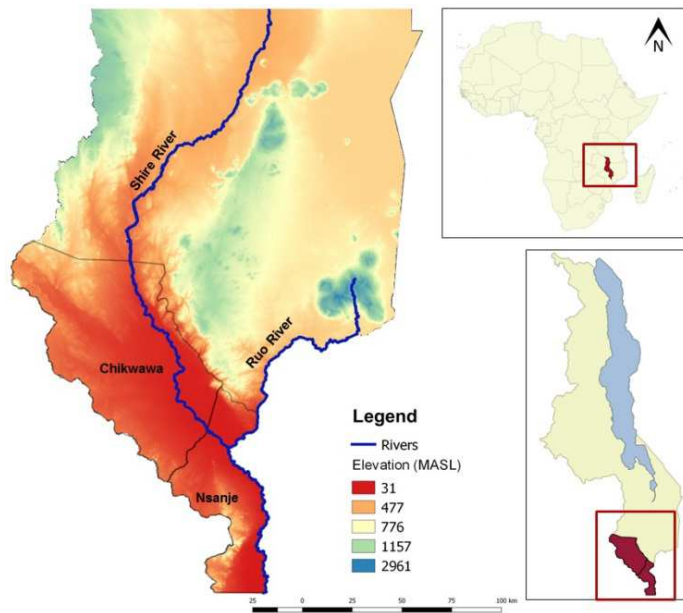 N
Shire River
Ruo River
Chikwawa
Nsanje
Legend
Rivers
Elevation (MASL)
31
477
776
1157
2961
25 0 25 50 75 100 km